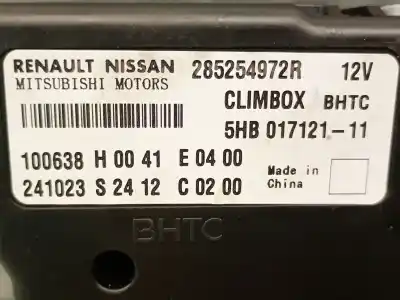 RENAULT NISSAN 285254972R 12V
MITSUBISHI MOTORS
CLIMBOX BHTC
5HB 017121-11
100638 H 00 41 E 04 00
241023 S 24 12 C 02 00
Made in
China
BHTC